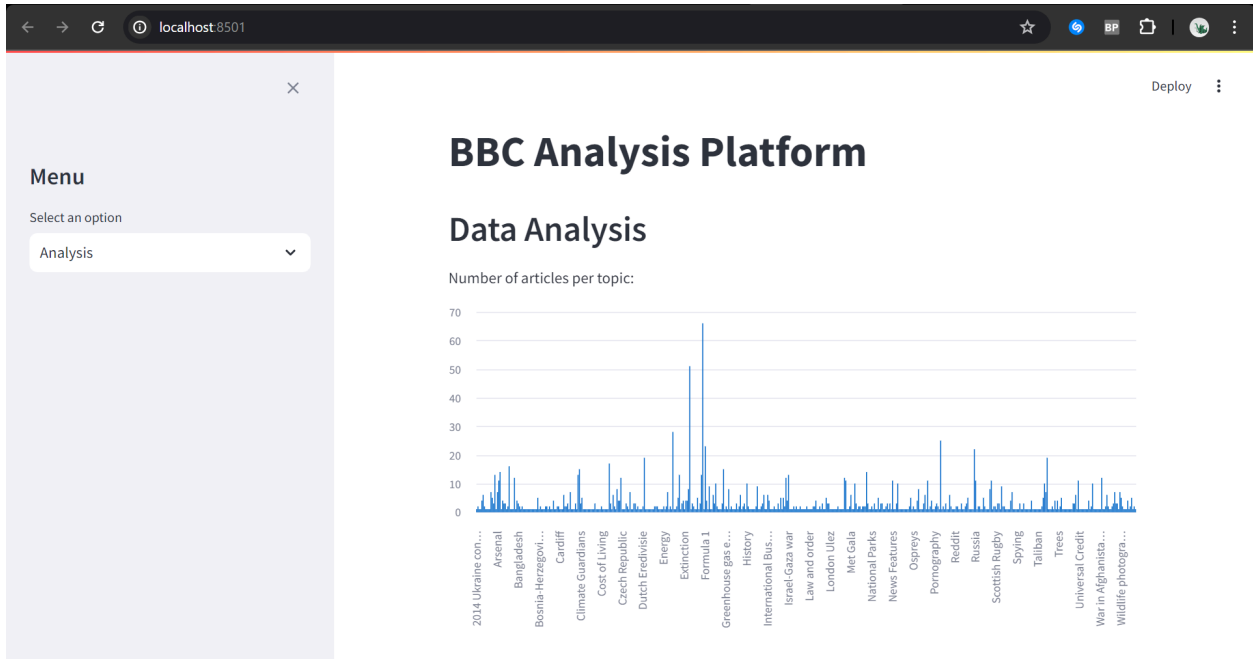 localhost:8501
BP
Deploy
BBC Analysis Platform
Menu
Data Analysis
Select an option
Analysis
Number of articles per topic:
70
60
50
40
30
20
10
0
2014 Ukraine con...
Arsenal
Bangladesh
Bosnia-Herzegovi...
Cardiff
Climate Guardians
Cost of Living
Czech Republic
Dutch Eredivisie
Energy
Extinction
Formula 1
Greenhouse gas e...
History
International Bus...
Israel-Gaza war
Law and order
London Ulez
Met Gala
National Parks
News Features
Ospreys
Pornography
Reddit
Russia
Scottish Rugby
Spying
Taliban
Trees
Universal Credit
War in Afghanista...
Wildlife photogra...